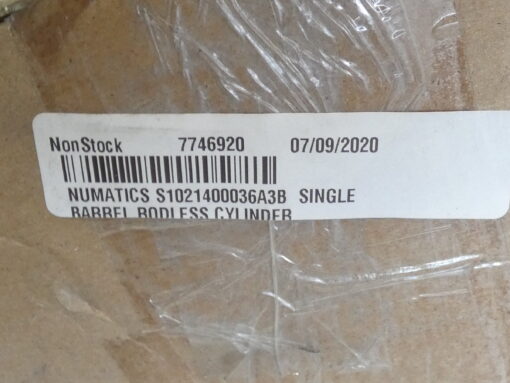 NonStock 7746920 07/09/2020
NUMATICS S1021400036A3B SINGLE
BARREL RODLESS CYLINDER